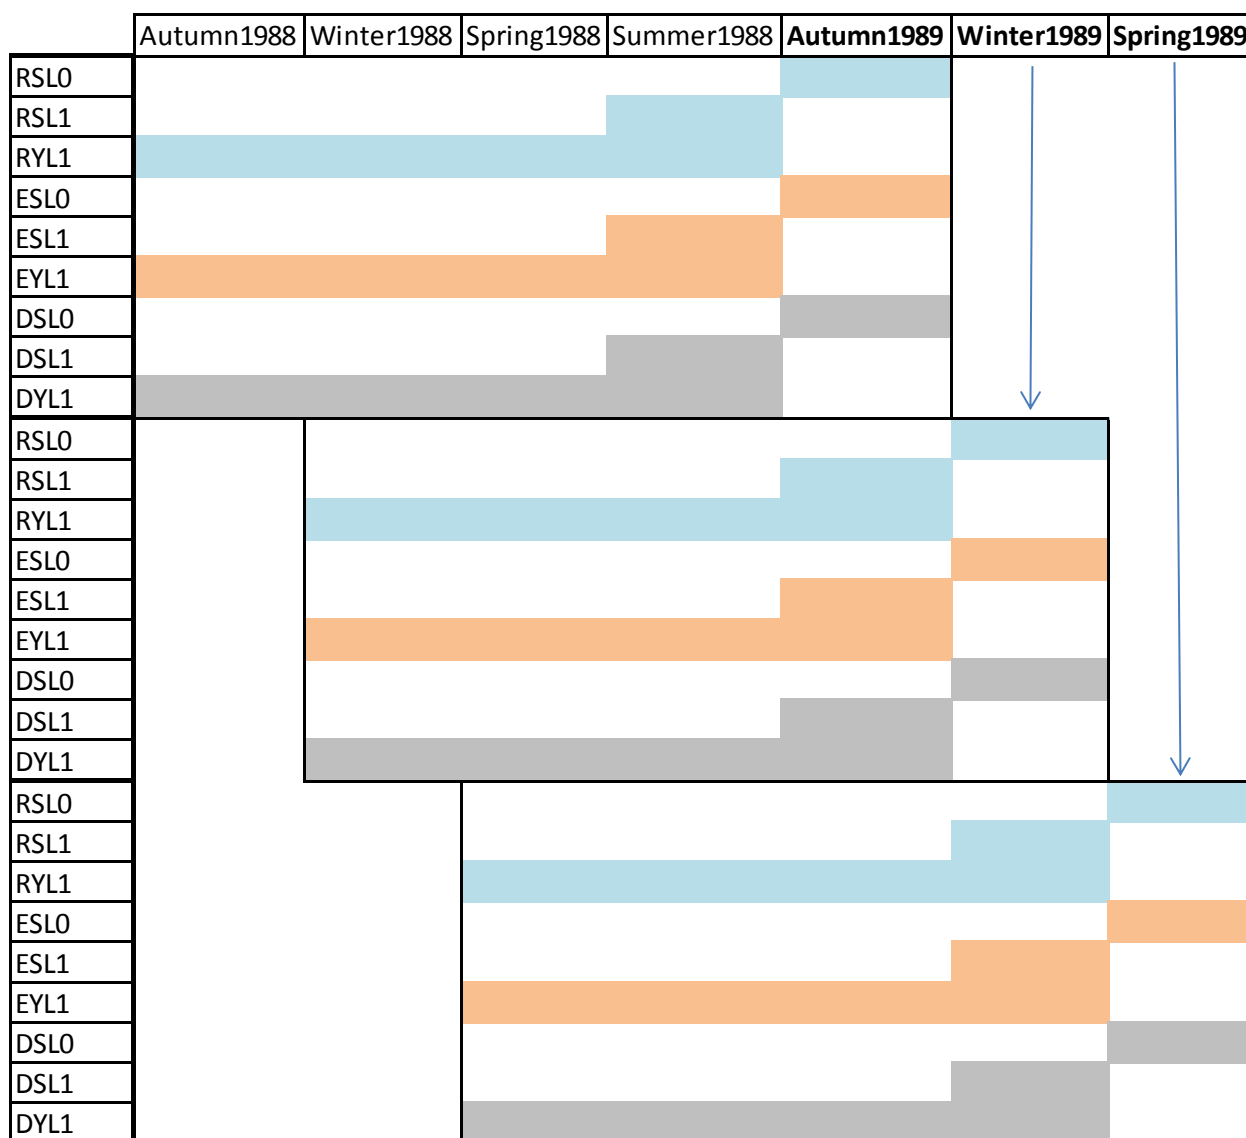 Autumn1988 Winter1988 Spring1988 Summer1988 Autumn1989 Winter1989 Spring1989
RSL0
RSL1
RYL1
ESL0
ESL1
EYL1
DSL0
DSL1
DYL1
RSL0
RSL1
RYL1
ESL0
ESL1
EYL1
DSL0
DSL1
DYL1
RSL0
RSL1
RYL1
ESL0
ESL1
EYL1
DSL0
DSL1
DYL1